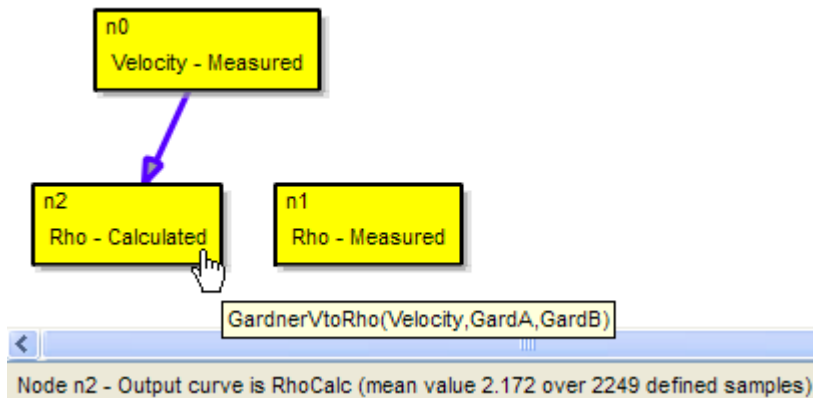 n0
Velocity - Measured
n2
Rho - Calculated
n1
Rho - Measured
GardnerVtoRho(Velocity,GardA,GardB)
Node n2 - Output curve is RhoCalc (mean value 2.172 over 2249 defined samples)